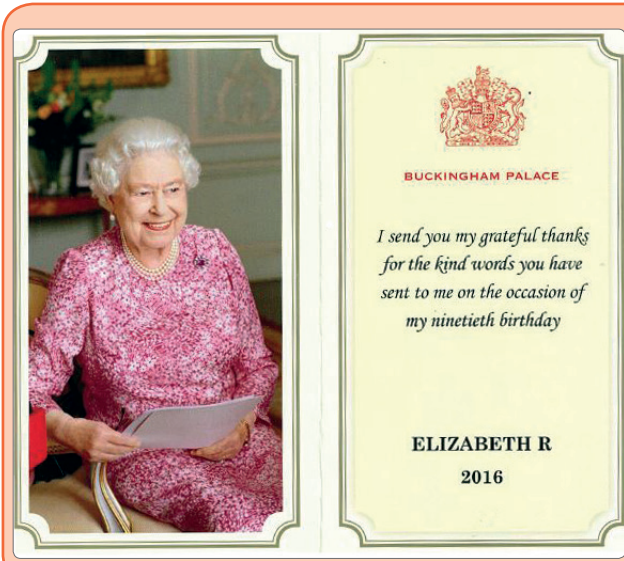 BUCKINGHAM PALACE
I send you my grateful thanks
for the kind words you have
sent to me on the occasion of
my ninetieth birthday
ELIZABETH R
2016